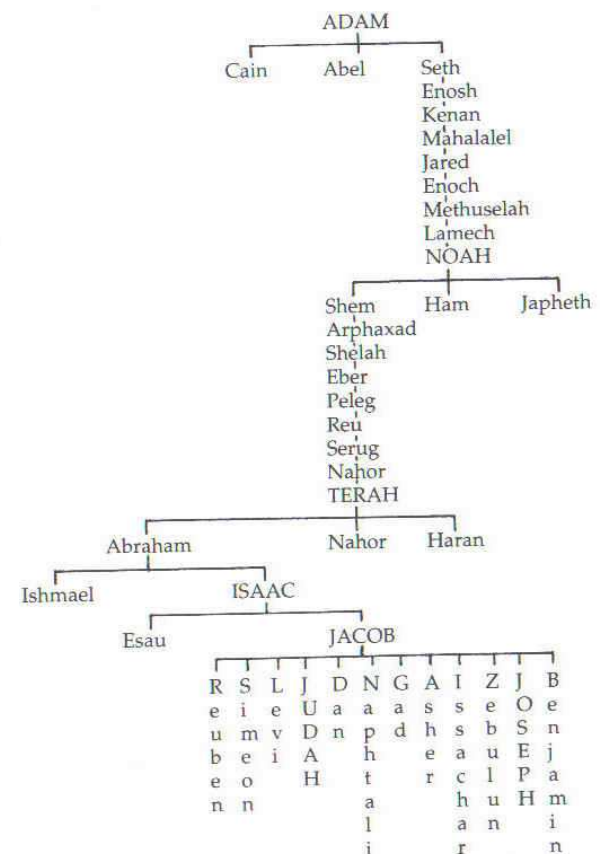 ADAM
Cain Abel Seth
Enosh
Kenan
Mahalalel
Jared
Enoch
Methuselah
Lamech
NOAH
Shem Ham Japheth
Arphaxad
Shelah
Eber
Peleg
Reu
Serug
Nahor
TERAH
Abraham Nahor Haran
Ishmael ISAAC
Esau JACOB
Reuben
Simeon
Levi
JUDAH
Dan
Naphtali
Gad
Asher
Issachar
Zebulun
JOSEPH
Benjamin